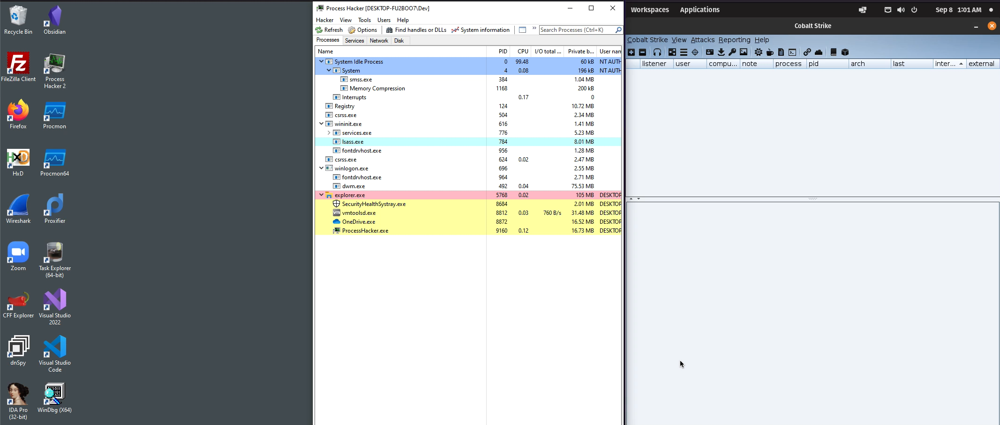 Recycle Bin
Obsidian
FileZilla Client
Process
Hacker 2
Firefox
Procmon
HxD
Procmon64
Wireshark
Proxifier
Zoom
Task Explorer
(64-bit)
CFF Explorer
Visual Studio
2022
dnSpy
Visual Studio
Code
IDA Pro
(32-bit)
WinDbg (X64)
Process Hacker [DESKTOP-FU2BOO7\Dev]
Hacker View Tools Users Help
Refresh Options Find handles or DLLs System information » Search Processes (Ctrl+K)
Processes Services Network Disk
Name PID CPU I/O total ... Private b... User nam
System Idle Process 0 99.48 60 kB NT AUTH
System 4 0.08 196 kB NT AUTH
smss.exe 384 1.04 MB
Memory Compression 1168 200 kB
Interrupts 0.17 0
Registry 124 10.72 MB
csrss.exe 504 2.34 MB
wininit.exe 616 1.41 MB
services.exe 776 5.23 MB
lsass.exe 784 8.01 MB
fontdrvhost.exe 956 1.28 MB
csrss.exe 624 0.02 2.47 MB
winlogon.exe 696 2.55 MB
fontdrvhost.exe 964 2.71 MB
dwm.exe 492 0.04 75.53 MB
explorer.exe 5768 0.02 105 MB DESKTOP
SecurityHealthSystray.exe 8684 2.01 MB DESKTOP
vmtoolsd.exe 8812 0.03 760 B/s 31.48 MB DESKTOP
OneDrive.exe 8872 16.52 MB DESKTOP
ProcessHacker.exe 9160 0.12 16.73 MB DESKTOP
Workspaces Applications Sep 8 1:01 AM
Cobalt Strike
Cobalt Strike View Attacks Reporting Help
listener user compu... note process pid arch last inter... external